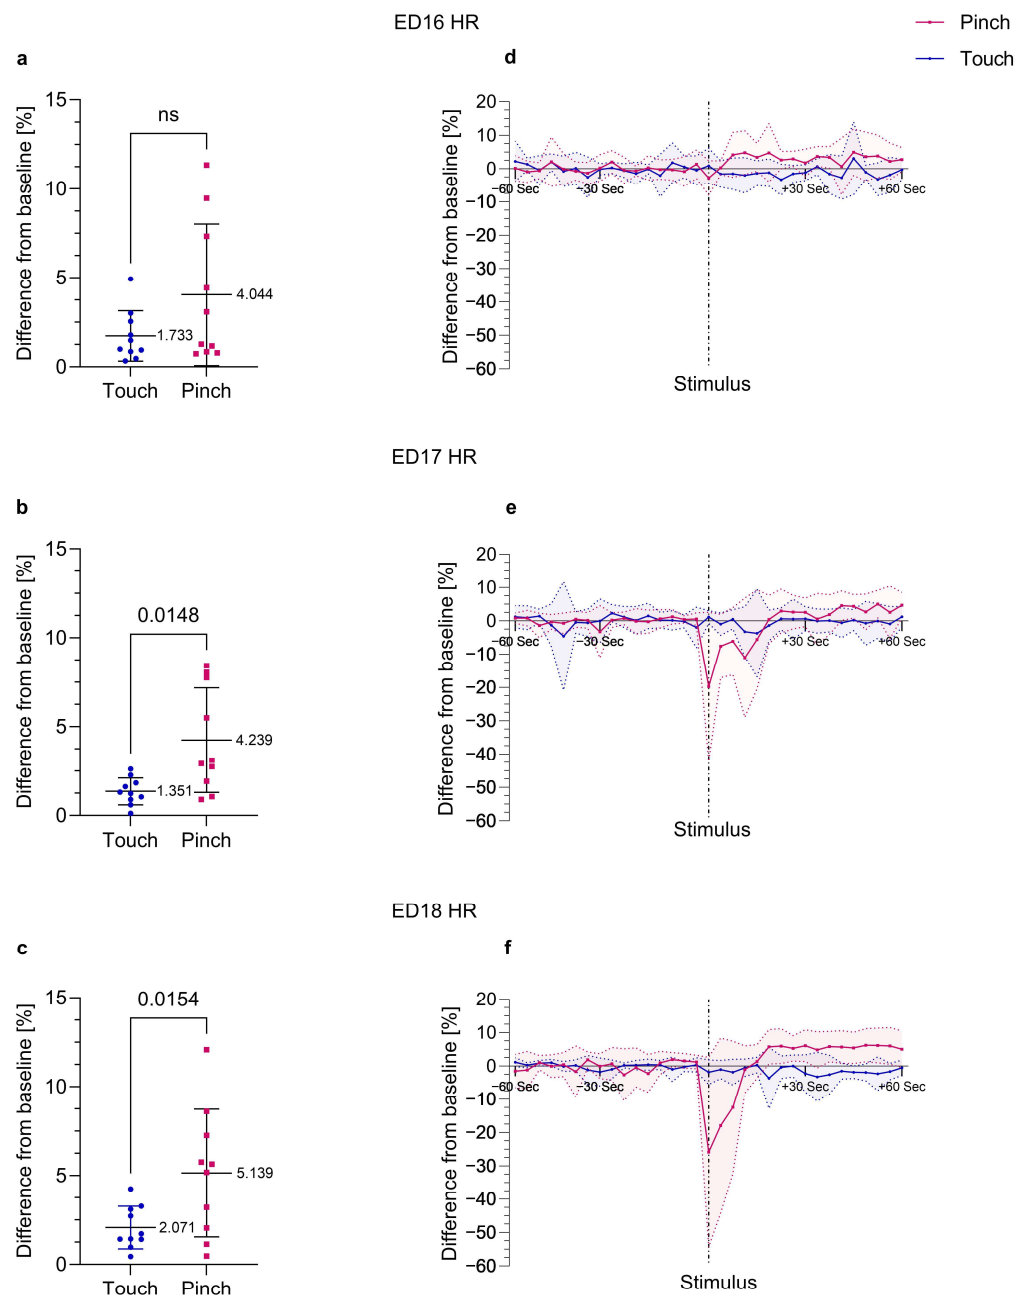 ED16 HR
Pinch
Touch
a
d
Difference from baseline [%]
15
10
5
0
ns
1.733
4.044
Touch Pinch
Difference from baseline [%]
20
10
0
−10
−20
−30
−40
−50
−60
−60 Sec −30 Sec +30 Sec +60 Sec
Stimulus
ED17 HR
b
e
Difference from baseline [%]
15
10
5
0
0.0148
1.351
4.239
Touch Pinch
Difference from baseline [%]
20
10
0
−10
−20
−30
−40
−50
−60
−60 Sec −30 Sec +30 Sec +60 Sec
Stimulus
ED18 HR
c
f
Difference from baseline [%]
15
10
5
0
0.0154
2.071
5.139
Touch Pinch
Difference from baseline [%]
20
10
0
−10
−20
−30
−40
−50
−60
−60 Sec −30 Sec +30 Sec +60 Sec
Stimulus